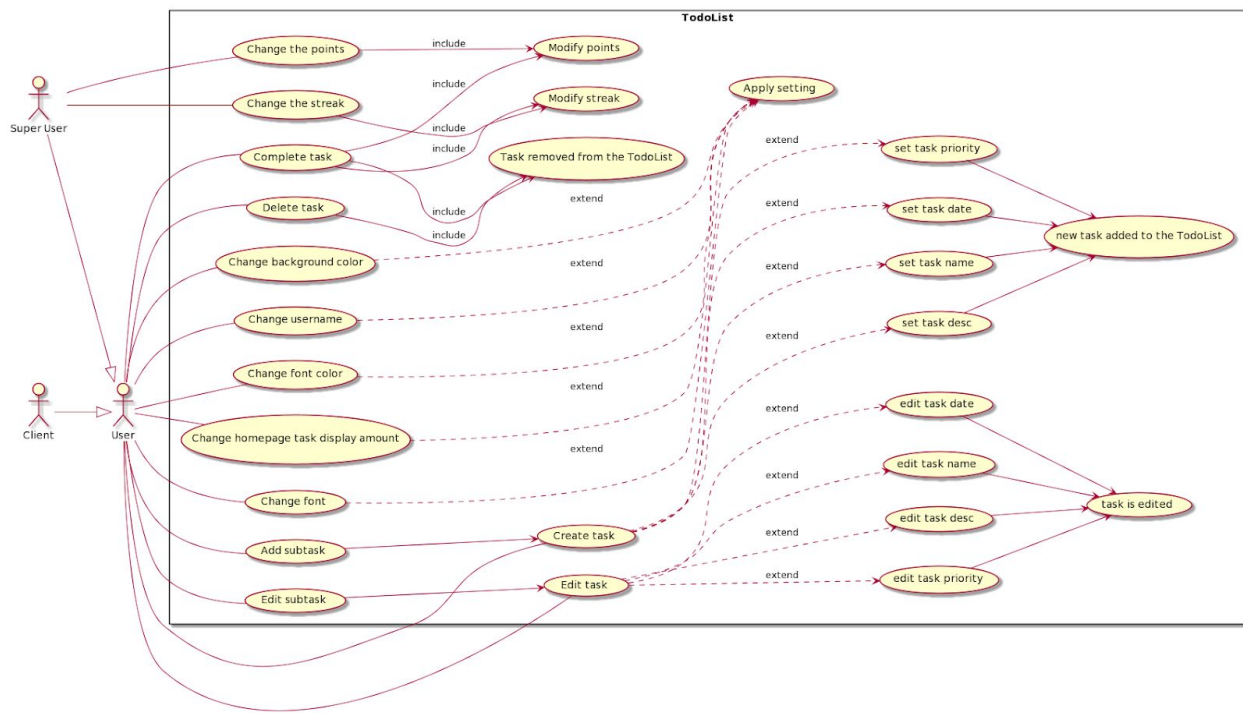 TodoList
Change the points
include
Modify points
Super User
Change the streak
include
include
include
Modify streak
Complete task
Task removed from the TodoList
include
include
Delete task
Change background color
extend
Apply setting
Change username
extend
Change font color
extend
Change homepage task display amount
extend
Change font
extend
Client
User
Add subtask
Create task
Edit subtask
Edit task
extend
set task priority
extend
set task date
extend
set task name
extend
set task desc
new task added to the TodoList
extend
edit task date
extend
edit task name
extend
edit task desc
extend
edit task priority
task is edited